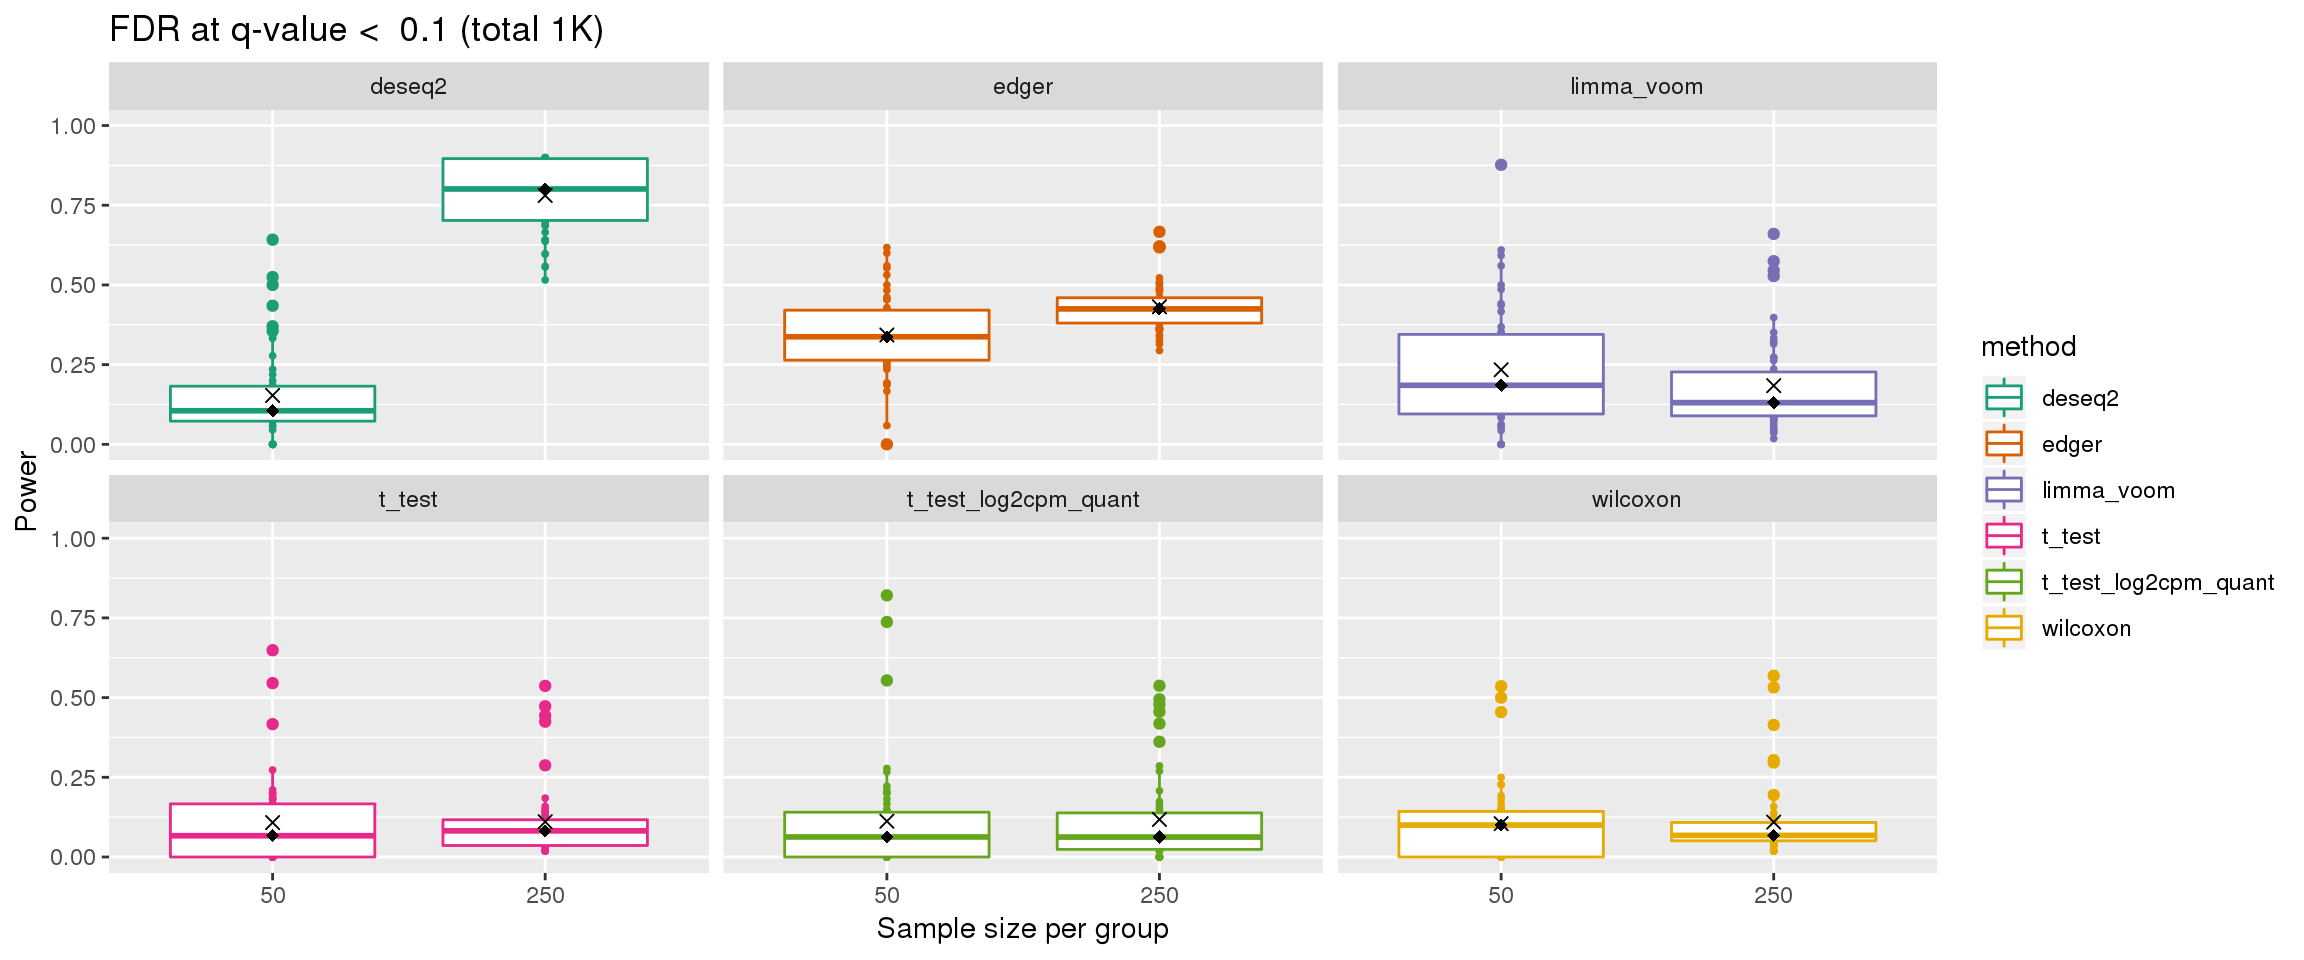 FDR at q-value <  0.1 (total 1K)
deseq2
edger
limma_voom
1.00
0.75
0.50
0.25
0.00
Power
t_test
t_test_log2cpm_quant
wilcoxon
1.00
0.75
0.50
0.25
0.00
50
250
50
250
50
250
Sample size per group
method
deseq2
edger
limma_voom
t_test
t_test_log2cpm_quant
wilcoxon